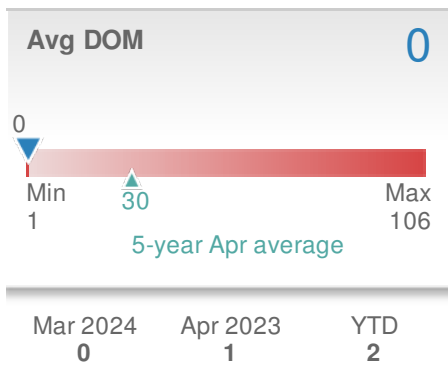 Avg DOM 0
0
Min Max
1 30 106
5-year Apr average
Mar 2024 Apr 2023 YTD
0 1 2